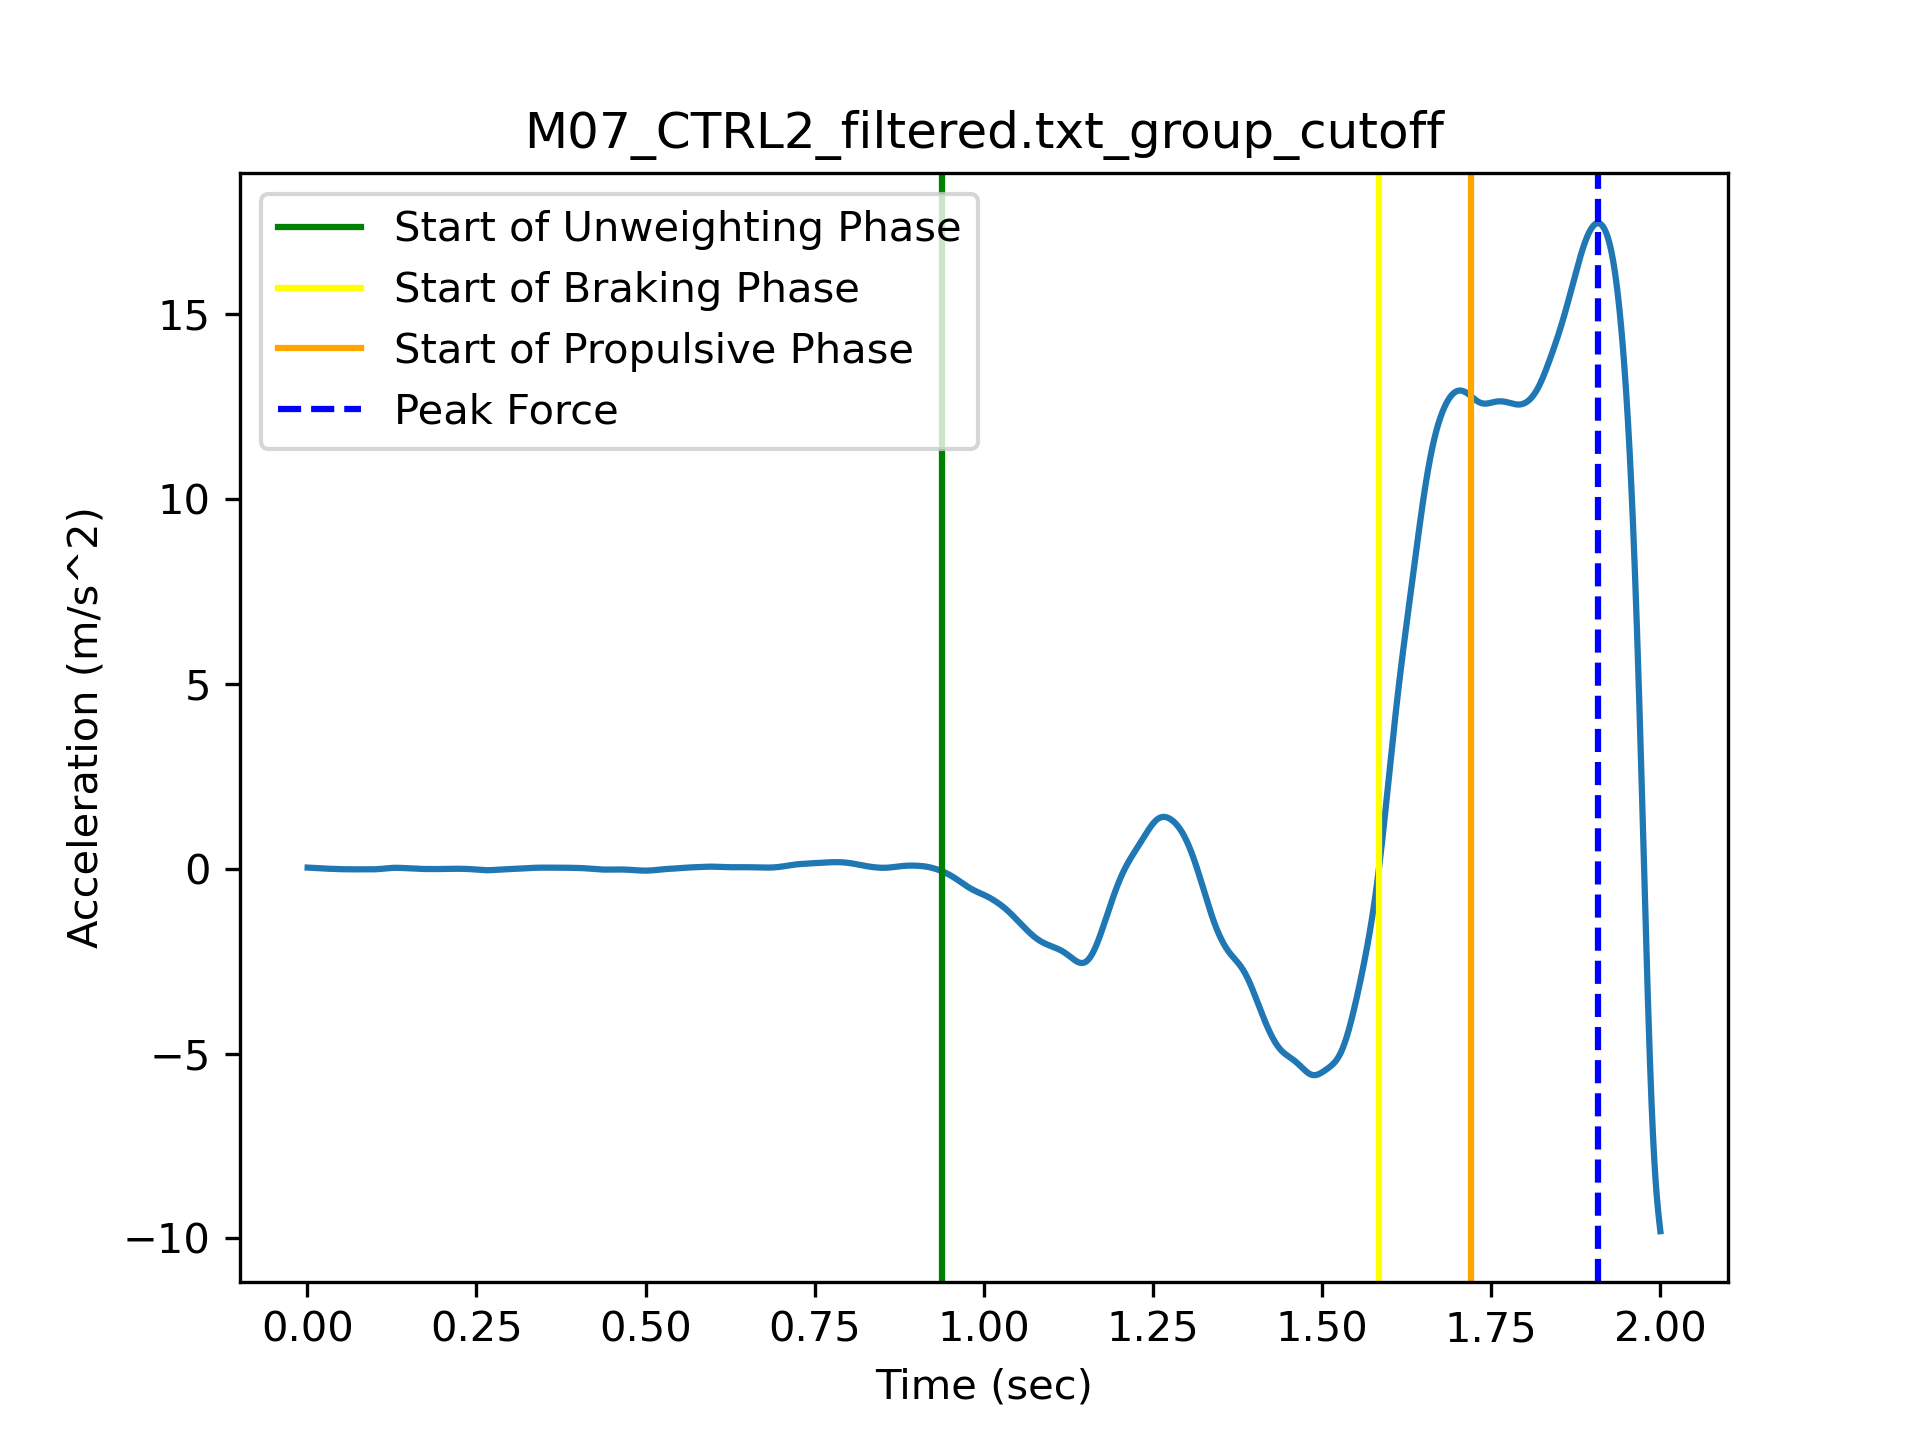 M07_CTRL2_filtered.txt_group_cutoff
Start of Unweighting Phase
Start of Braking Phase
Start of Propulsive Phase
Peak Force
Acceleration (m/s^2)
15
10
5
0
−5
−10
0.00 0.25 0.50 0.75 1.00 1.25 1.50 1.75 2.00
Time (sec)